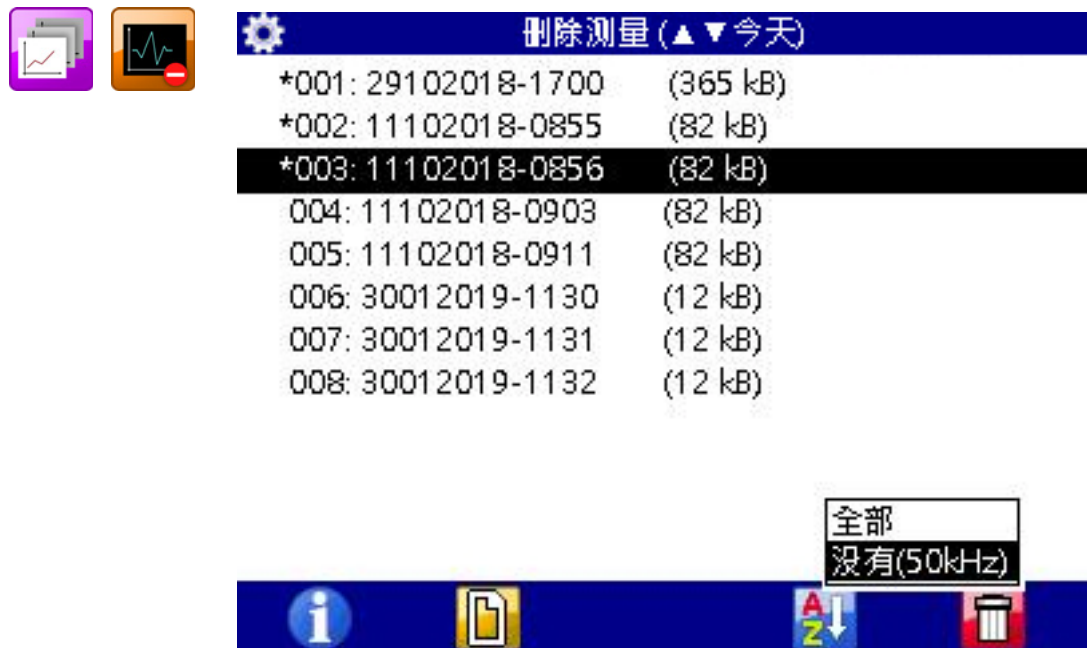 删除测量 (▲▼今天)
*001: 29102018-1700 (365 kB)
*002: 11102018-0855 (82 kB)
*003: 11102018-0856 (82 kB)
004: 11102018-0903 (82 kB)
005: 11102018-0911 (82 kB)
006: 30012019-1130 (12 kB)
007: 30012019-1131 (12 kB)
008: 30012019-1132 (12 kB)
全部
没有(50kHz)
i
A
Z